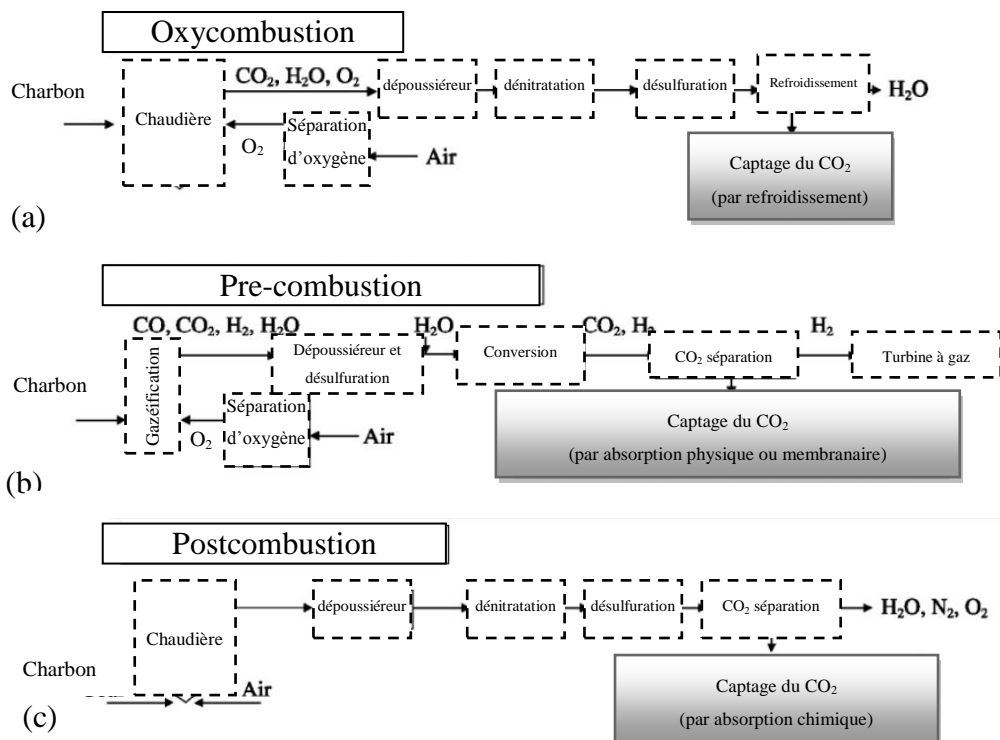 Oxycombustion
Charbon
Chaudière
CO₂, H₂O, O₂
dépoussiéreur
dénitratation
désulfuration
Refroidissement
H₂O
O₂
Séparation
d'oxygène
Air
Captage du CO₂
(par refroidissement)
(a)
Pre-combustion
CO, CO₂, H₂, H₂O
H₂O
CO₂, H₂
H₂
Charbon
Gazéification
Dépoussiéreur et
désulfuration
Conversion
CO₂ séparation
Turbine à gaz
O₂
Séparation
d'oxygène
Air
Captage du CO₂
(par absorption physique ou membranaire)
(b)
Postcombustion
Chaudière
dépoussiéreur
dénitratation
désulfuration
CO₂ séparation
H₂O, N₂, O₂
Charbon
Air
Captage du CO₂
(par absorption chimique)
(c)